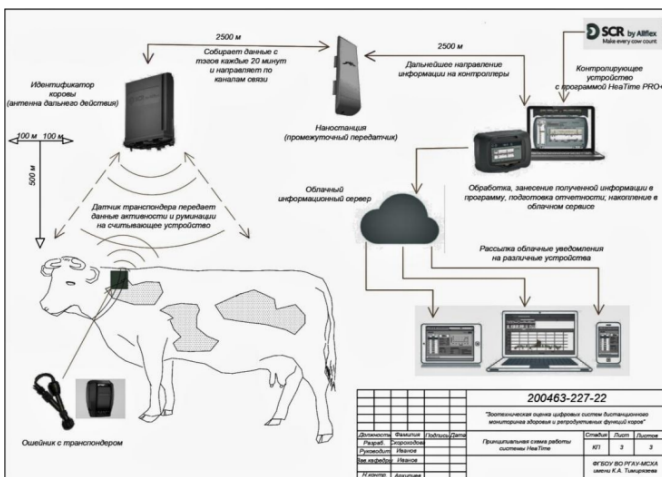 2500 м
Собирает данные с
тэгов каждые 20 минут
и направляет по
каналам связи
2500 м
Дальнейшее направление
информации на контроллеры
SCR by Allflex
Make every cow count
Контролирующее
устройство
с программой HeaTime PRO+
Идентификатор
коровы
(антенна дальнего действия)
Наностанция
(промежуточный передатчик)
100 м 100 м
500 м
Датчик транспондера передает
данные активности и руминации
на считывающее устройство
Облачный
информационный сервер
Обработка, занесение полученной информации в
программу, подготовка отчетности, накопление в
облачном сервисе
Рассылка облачные уведомления
на различные устройства
Ошейник с транспондером
200463-227-22
"Зоотехническая оценка цифровых систем дистанционного
мониторинга здоровья и репродуктивных функций коров"
Должность Фамилия Подпись Дата
Разраб. Скороходова
Руководит Иванов
Зав.кафедры Иванов
Н.контр.
Принципиальная схема работы
системы HeaTime
Стадия Лист Листов
КП 3 3
ФГБОУ ВО РГАУ-МСХА
имени К.А. Тимирязева